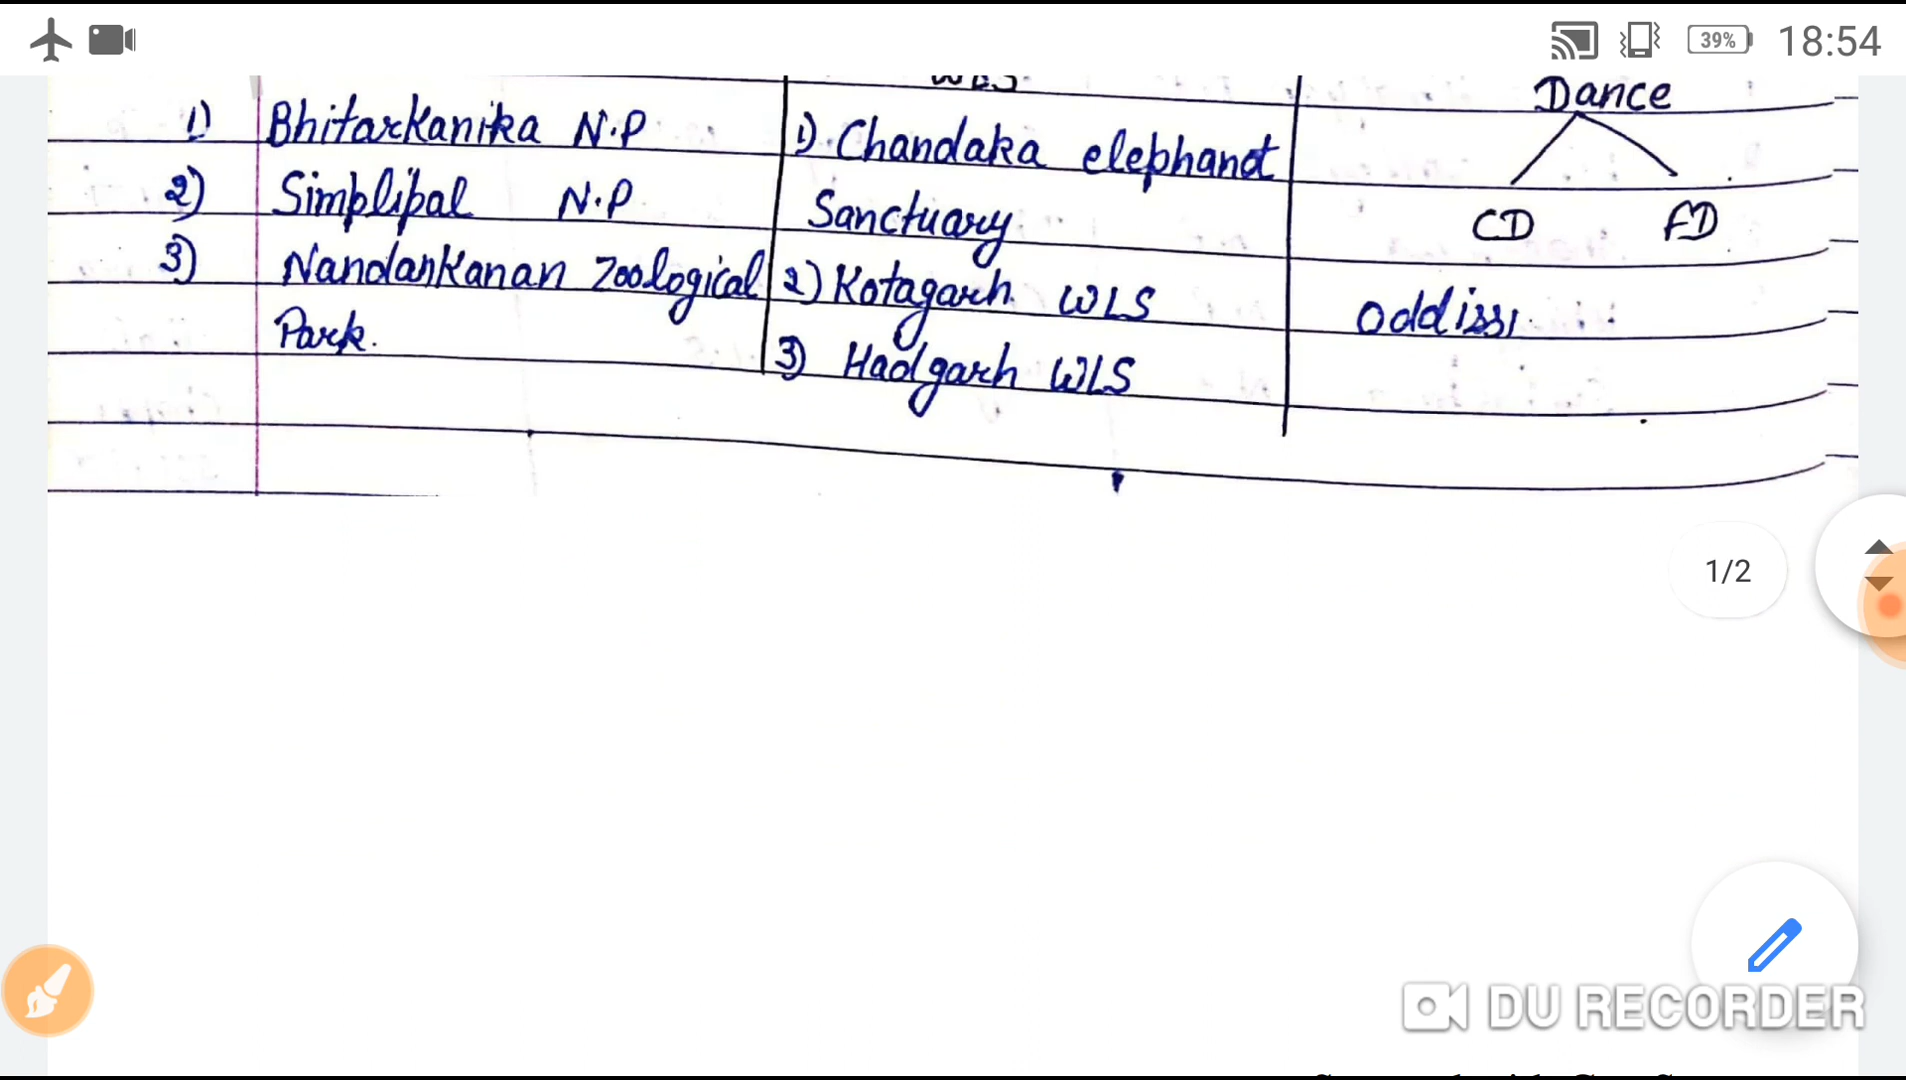 39% 18:54
Dance
1) Bhitarkanika N.P
1) Chandaka elephant
2) Simplipal N.P
Sanctuary
CD FD
3) Nandankanan Zoological
2) Kotagarh WLS
Oddissi
Park.
3) Hadgarh WLS
1/2
DU RECORDER